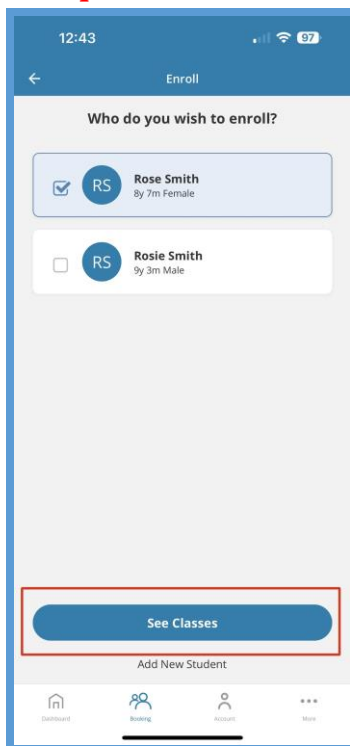 12:43
97
Enroll
Who do you wish to enroll?
RS
Rose Smith
8y 7m Female
RS
Rosie Smith
9y 3m Male
See Classes
Add New Student
Dashboard
Booking
Account
More